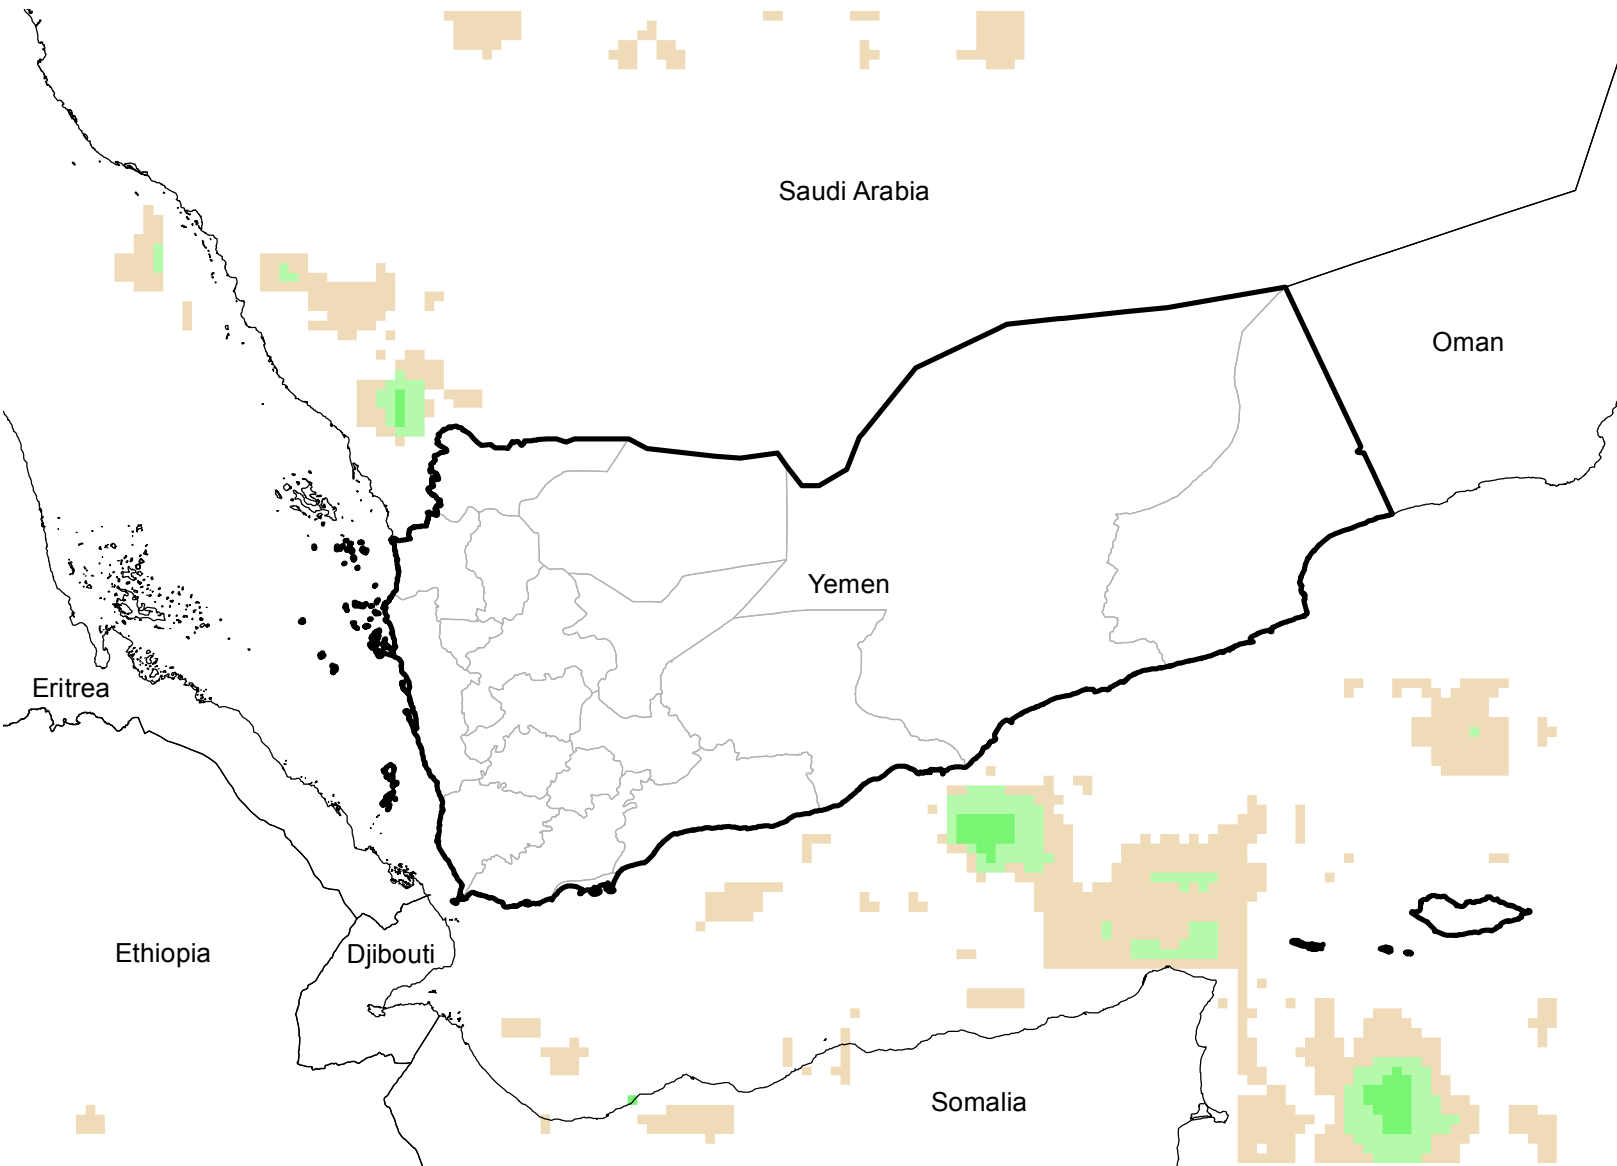 Saudi Arabia
Oman
Yemen
Eritrea
Ethiopia
Djibouti
Somalia